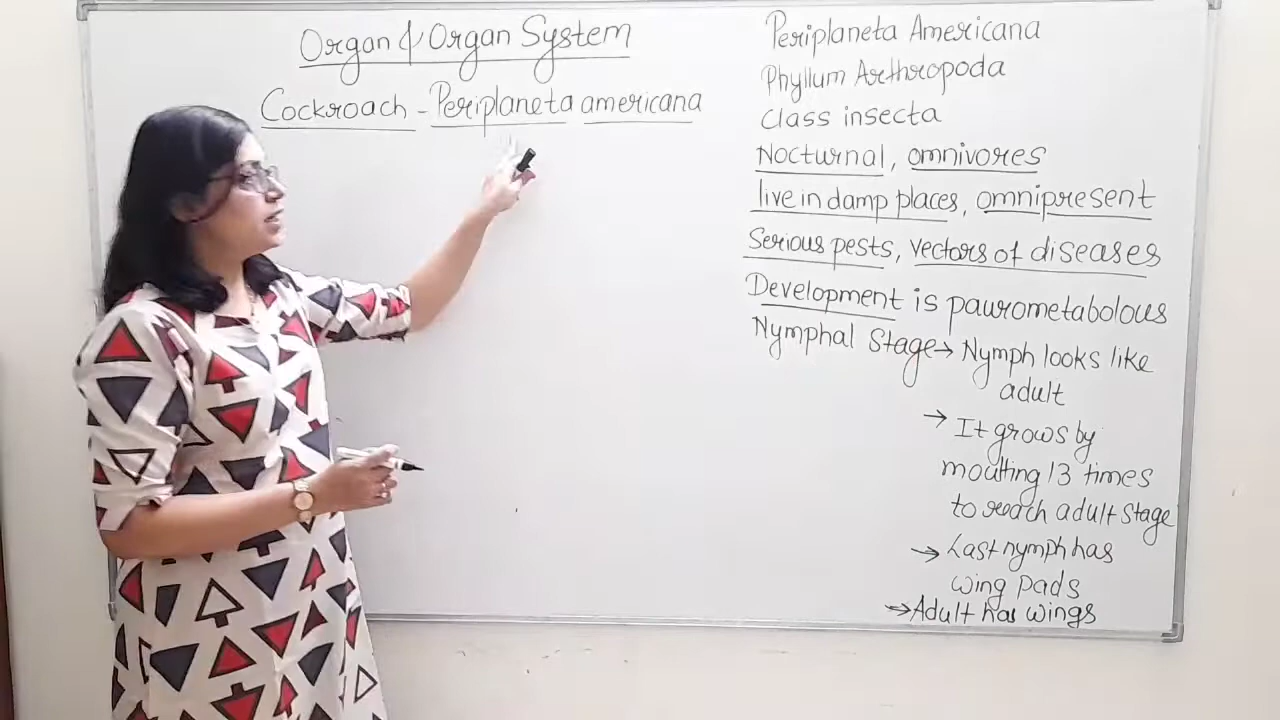 Organ & Organ System
Cockroach - Periplaneta americana
Periplaneta Americana
Phyllum Arthropoda
Class insecta
Nocturnal, omnivores
live in damp places, omnipresent
Serious pests, vectors of diseases
Development is paurometabolous
Nymphal Stage → Nymph looks like
adult
→ It grows by
moulting 13 times
to reach adult stage
→ Last nymph has
wing pads
→ Adult has wings